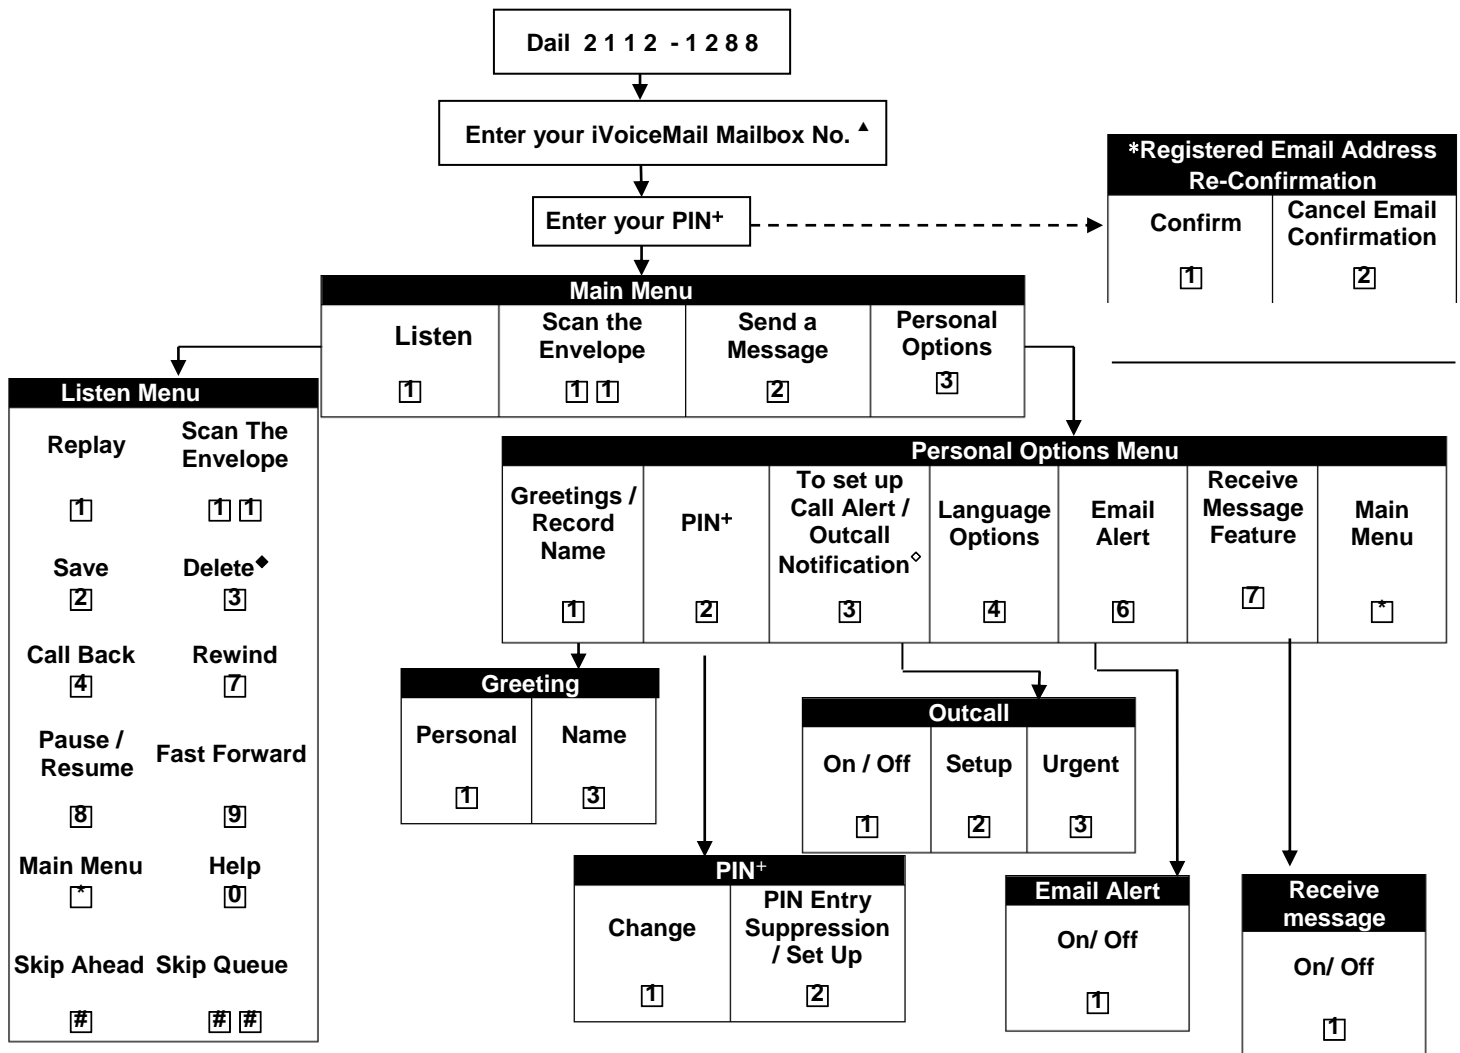 Dail 2 1 1 2 - 1 2 8 8
Enter your iVoiceMail Mailbox No. ▲
Enter your PIN+
*Registered Email Address
Re-Confirmation
Confirm
1
Cancel Email
Confirmation
2
Main Menu
Listen
1
Scan the
Envelope
1 1
Send a
Message
2
Personal
Options
3
Listen Menu
Replay
1
Scan The
Envelope
1 1
Save
2
Delete◆
3
Call Back
4
Rewind
7
Pause /
Resume
8
Fast Forward
9
Main Menu
*
Help
0
Skip Ahead
#
Skip Queue
# #
Personal Options Menu
Greetings /
Record
Name
1
PIN+
2
To set up
Call Alert /
Outcall
Notification◇
3
Language
Options
4
Email
Alert
6
Receive
Message
Feature
7
Main
Menu
*
Greeting
Personal
1
Name
3
Outcall
On / Off
1
Setup
2
Urgent
3
PIN+
Change
1
PIN Entry
Suppression
/ Set Up
2
Email Alert
On/ Off
1
Receive
message
On/ Off
1